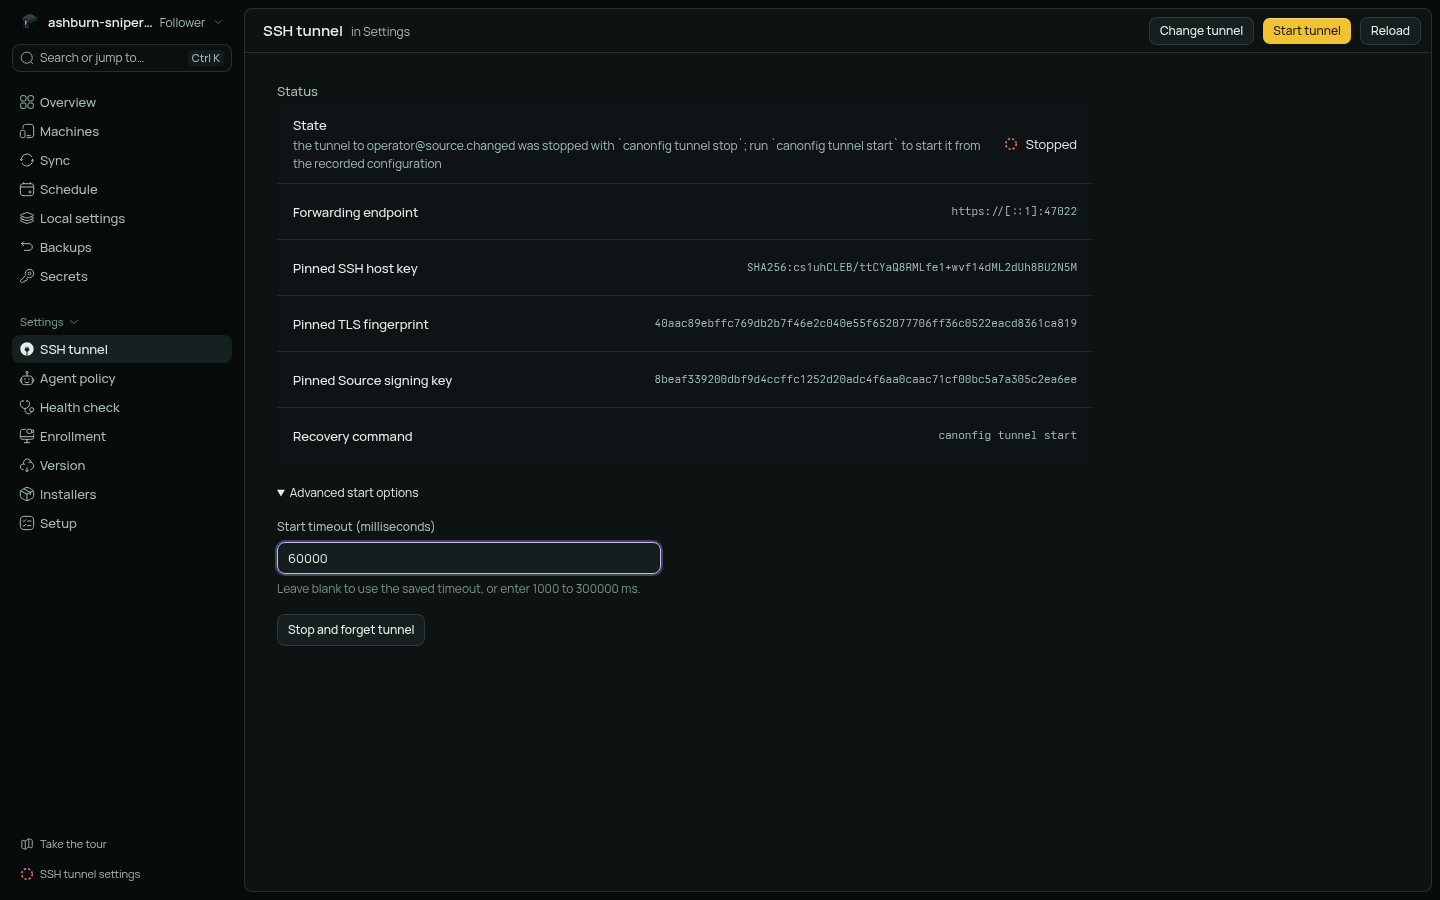 ashburn-sniper... Follower
Search or jump to... Ctrl K
Overview
Machines
Sync
Schedule
Local settings
Backups
Secrets
Settings
SSH tunnel
Agent policy
Health check
Enrollment
Version
Installers
Setup
Take the tour
SSH tunnel settings
SSH tunnel in Settings
Change tunnel
Start tunnel
Reload
Status
State
the tunnel to operator@source.changed was stopped with `canonfig tunnel stop`; run `canonfig tunnel start` to start it from
the recorded configuration
Stopped
Forwarding endpoint
https://[::1]:47022
Pinned SSH host key
SHA256:cs1uhCLEB/ttCYaQ8RMLfe1+wvf14dML2dUh8BU2N5M
Pinned TLS fingerprint
40aac89ebffc769db2b7f46e2c040e55f652077706ff36c0522eacd8361ca819
Pinned Source signing key
8beaf339200dbf9d4ccffc1252d20adc4f6aa0caac71cf00bc5a7a305c2ea6ee
Recovery command
canonfig tunnel start
Advanced start options
Start timeout (milliseconds)
60000
Leave blank to use the saved timeout, or enter 1000 to 300000 ms.
Stop and forget tunnel